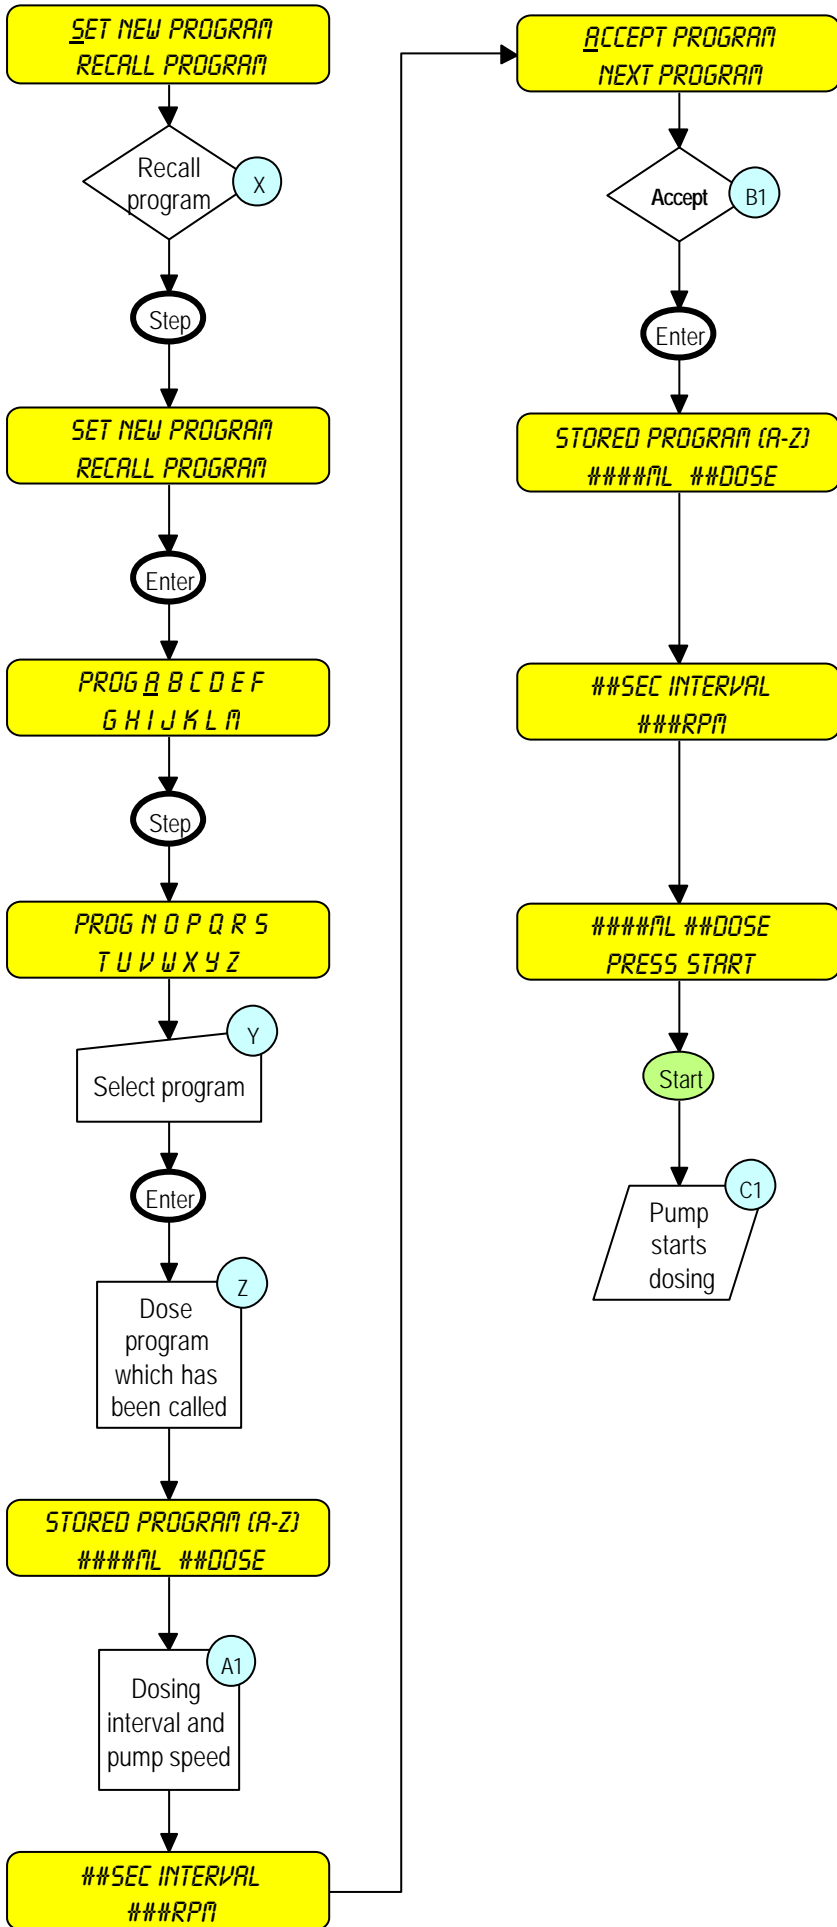 SET NEW PROGRAM
RECALL PROGRAM
Recall
program
X
Step
SET NEW PROGRAM
RECALL PROGRAM
Enter
PROG A B C D E F
G H I J K L M
Step
PROG N O P Q R S
T U V W X Y Z
Y
Select program
Enter
Z
Dose
program
which has
been called
STORED PROGRAM (A-Z)
####ML ##DOSE
A1
Dosing
interval and
pump speed
##SEC INTERVAL
###RPM
ACCEPT PROGRAM
NEXT PROGRAM
Accept
B1
Enter
STORED PROGRAM (A-Z)
####ML ##DOSE
##SEC INTERVAL
###RPM
####ML ##DOSE
PRESS START
Start
C1
Pump
starts
dosing